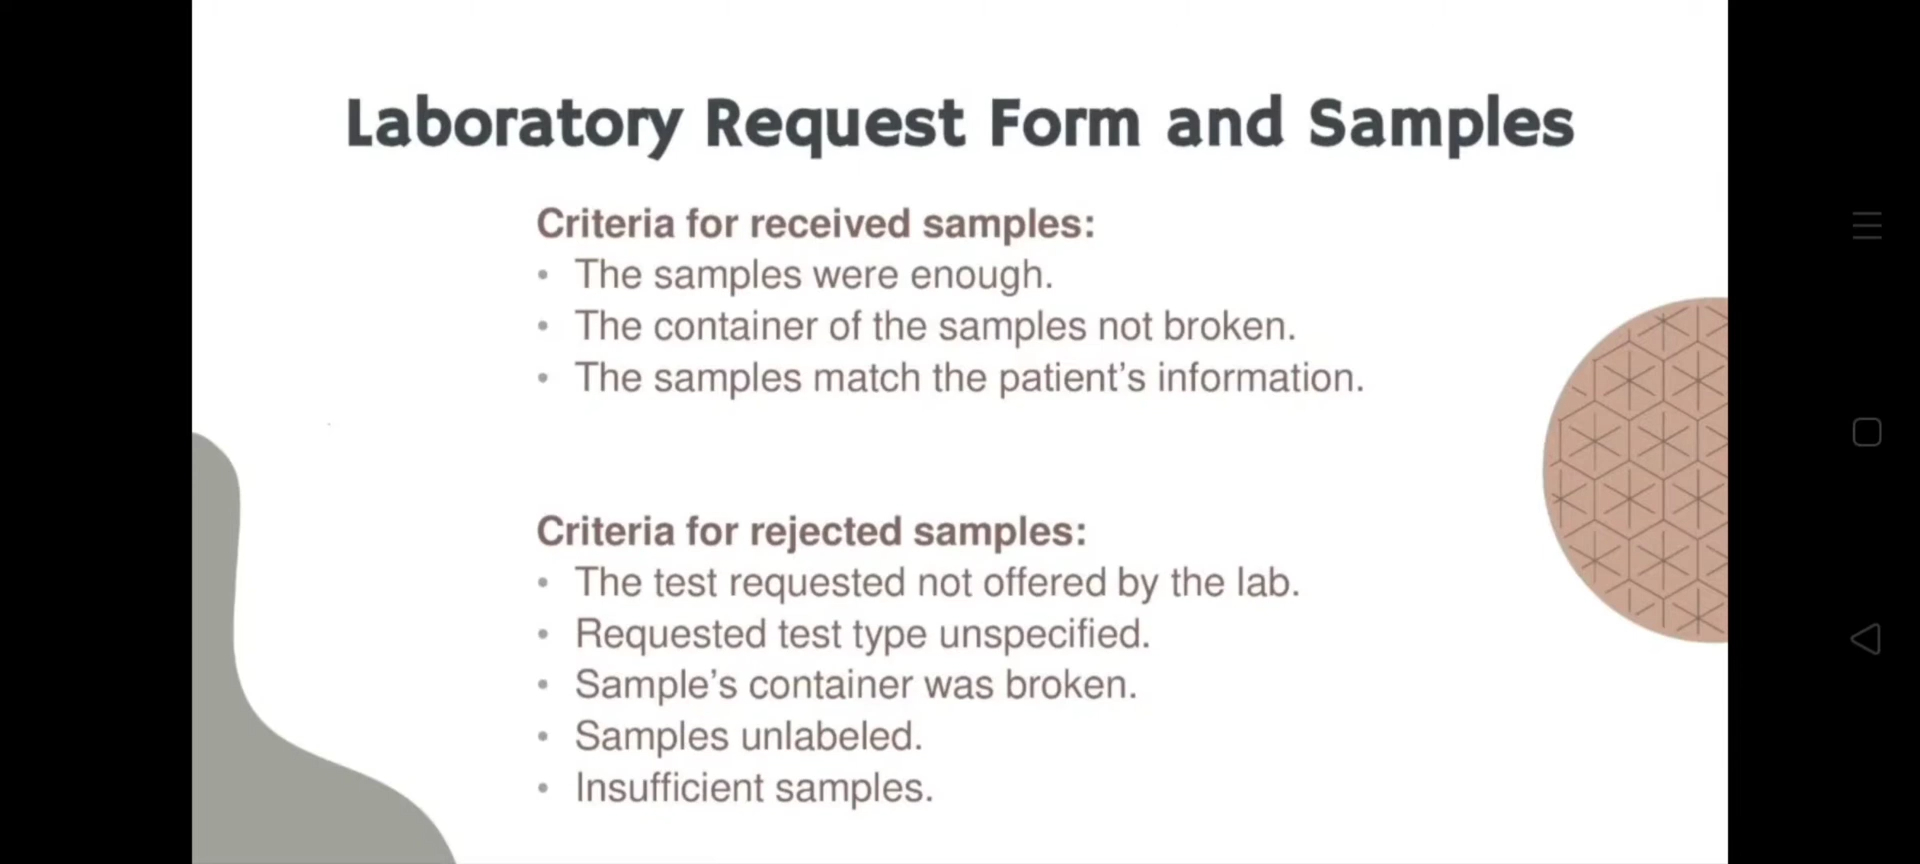 Laboratory Request Form and Samples
Criteria for received samples:
• The samples were enough.
• The container of the samples not broken.
• The samples match the patient’s information.
Criteria for rejected samples:
• The test requested not offered by the lab.
• Requested test type unspecified.
• Sample’s container was broken.
• Samples unlabeled.
• Insufficient samples.